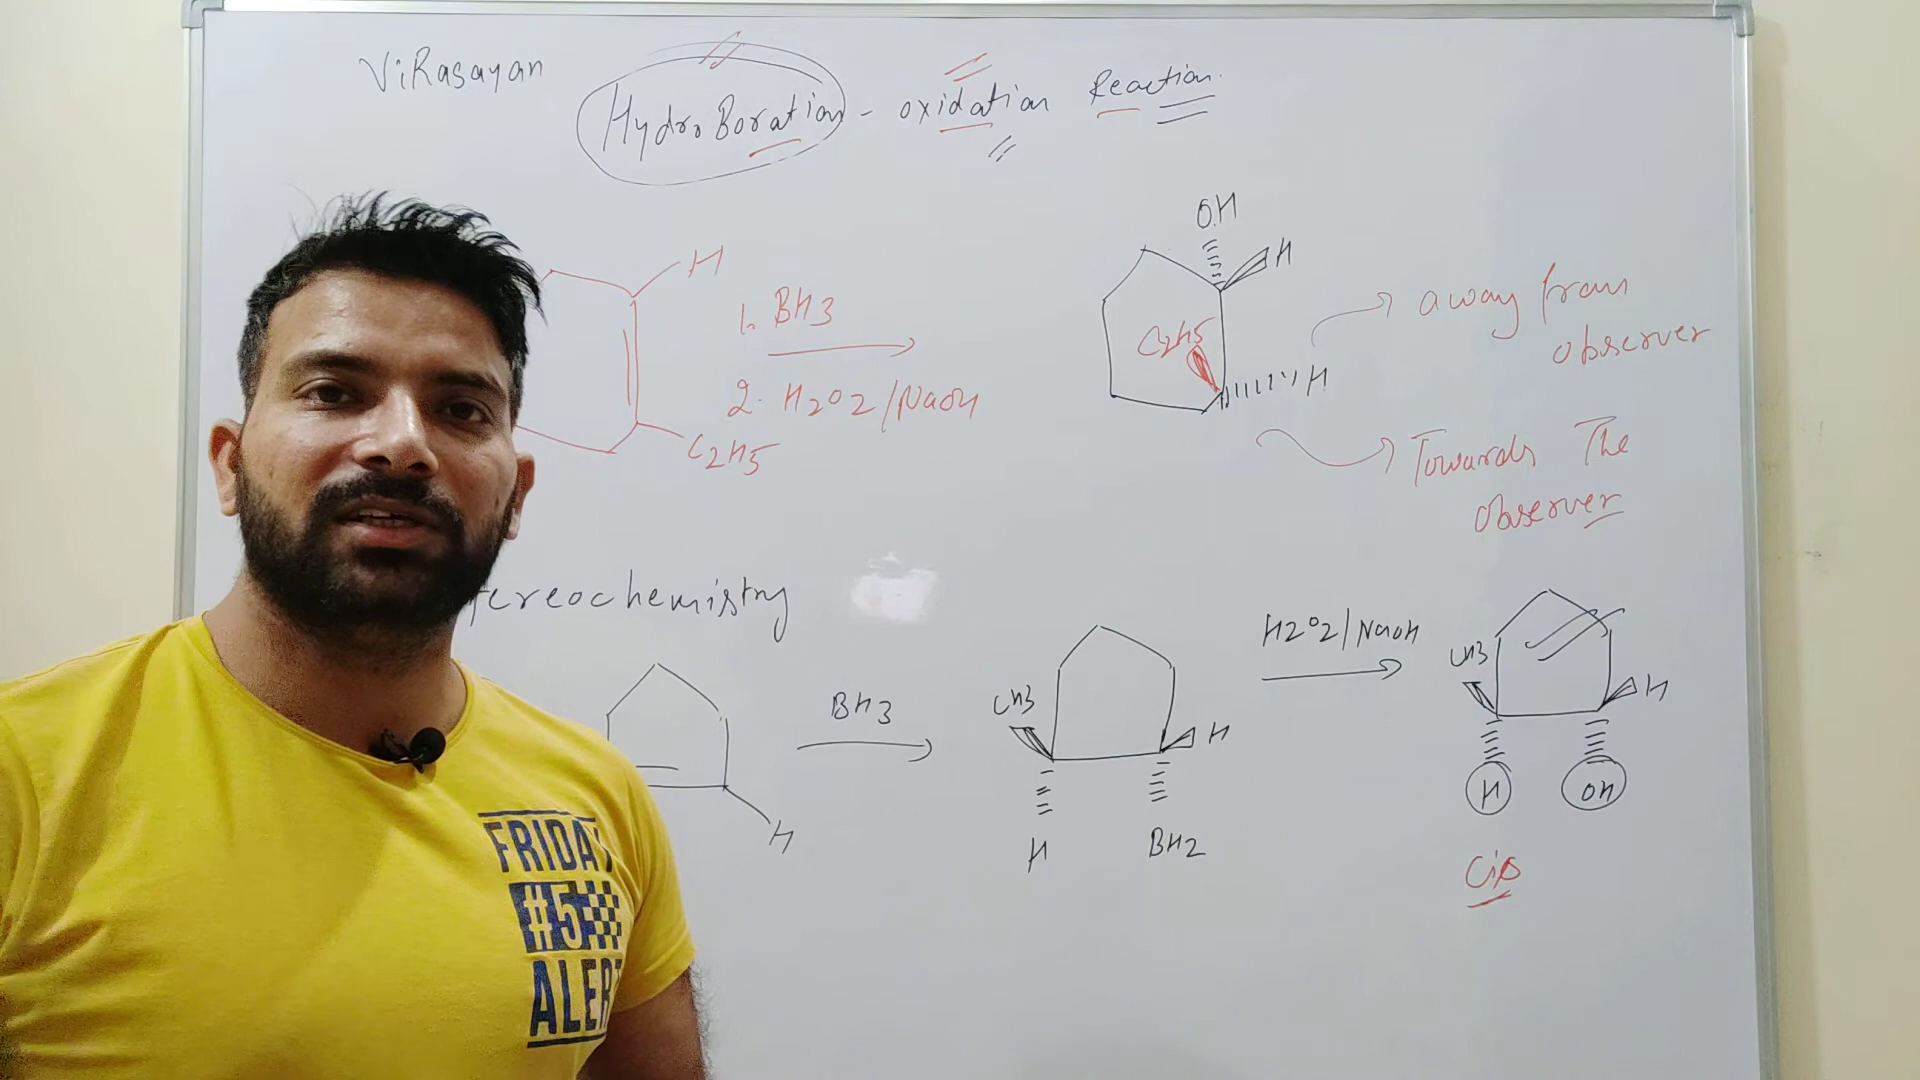 ViRasayan
HydroBoration - oxidation Reaction.
OH
H
H
1. BH3
C2H5
away from
observer
2. H2O2/NaOH
H
C2H5
Towards The
observer
tereochemistry
H2O2/NaOH
CH3
H
BH3
CH3
H
H
OH
H
H
BH2
Cis
FRIDAY
#5
ALERT